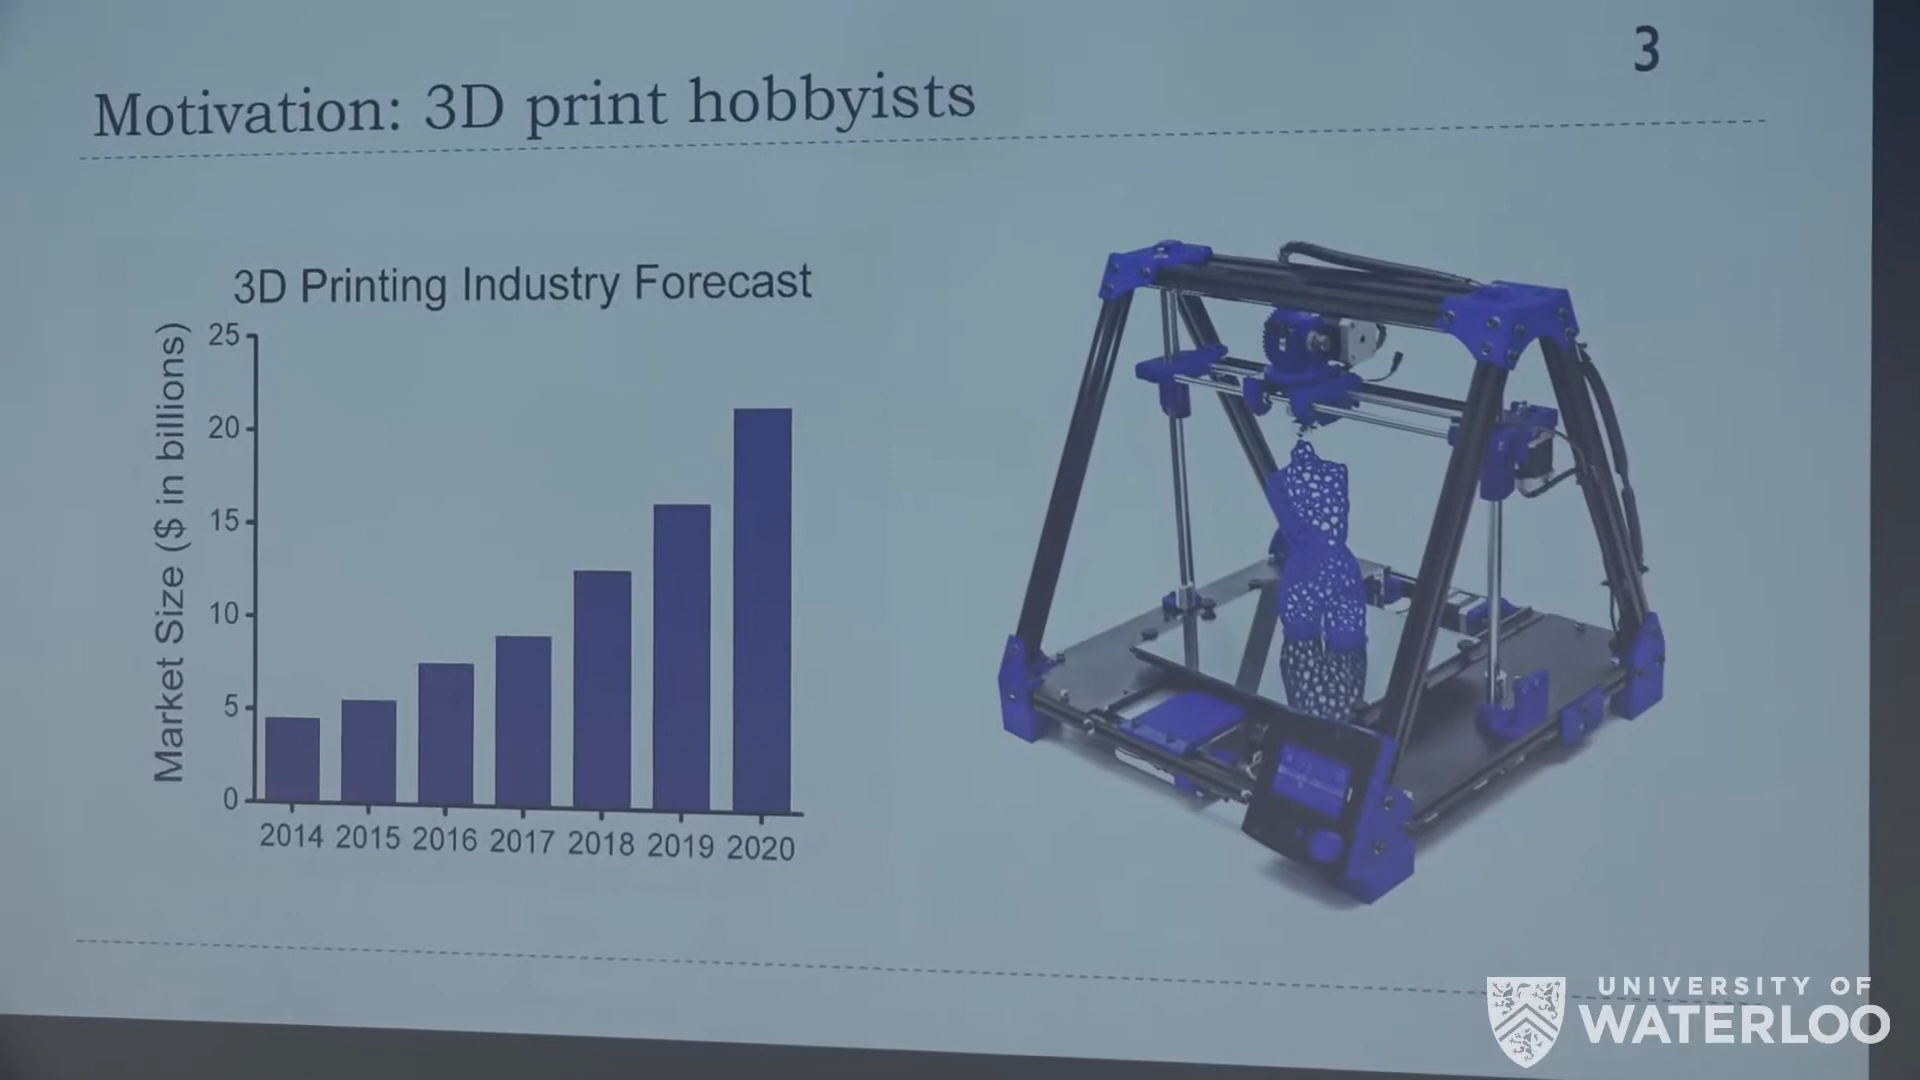 3
Motivation: 3D print hobbyists
3D Printing Industry Forecast
Market Size ($ in billions)
25
20
15
10
5
0
2014 2015 2016 2017 2018 2019 2020
UNIVERSITY OF
WATERLOO